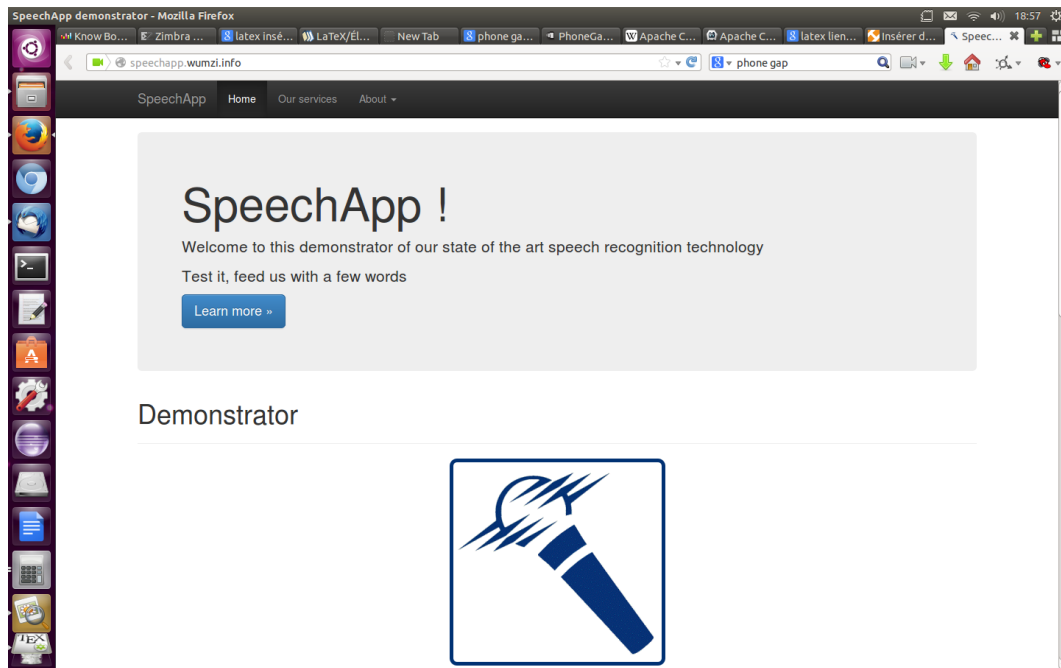 SpeechApp demonstrator - Mozilla Firefox
18:57
Know Bo...
Zimbra ...
latex insé...
LaTeX/Él...
New Tab
phone ga...
PhoneGa...
Apache C...
Apache C...
latex lien...
Insérer d...
Speec...
speechapp.wumzi.info
phone gap
SpeechApp Home Our services About
SpeechApp !
Welcome to this demonstrator of our state of the art speech recognition technology
Test it, feed us with a few words
Learn more »
Demonstrator
TEX